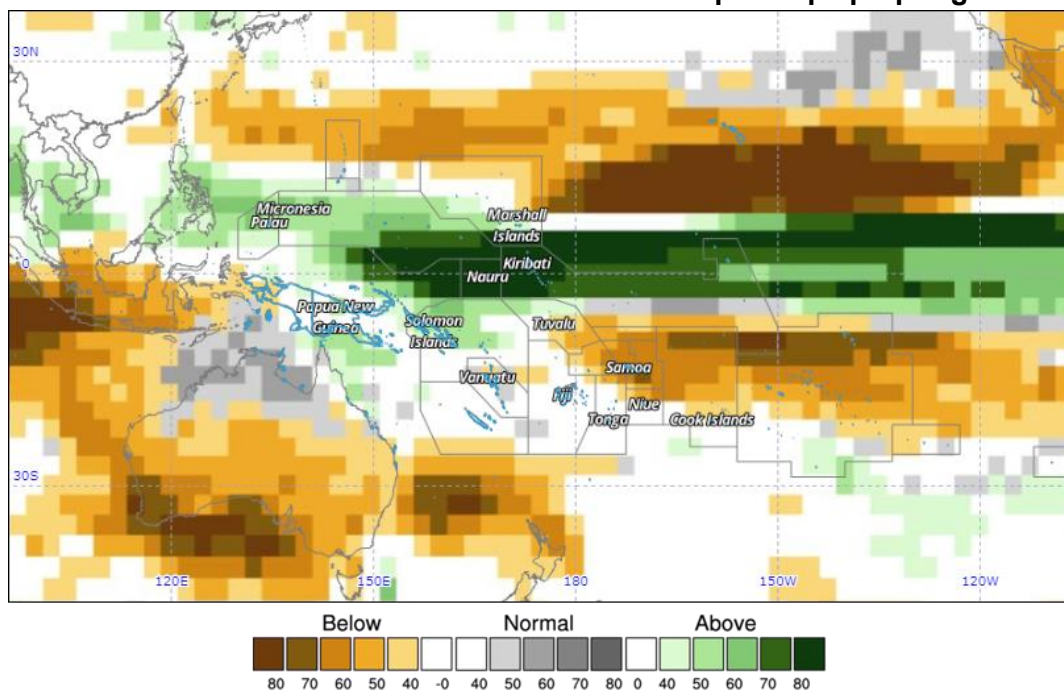 30N
Micronesia
Palau
Marshall
Islands
0
Kiribati
Nauru
Papua New
Guinea
Solomon
Islands
Tuvalu
Samoa
Vanuatu
Fiji
Niue
Tonga
Cook Islands
30S
120E 150E 180 150W 120W
Below Normal Above
80 70 60 50 40 -0 40 50 60 70 80 0 40 50 60 70 80